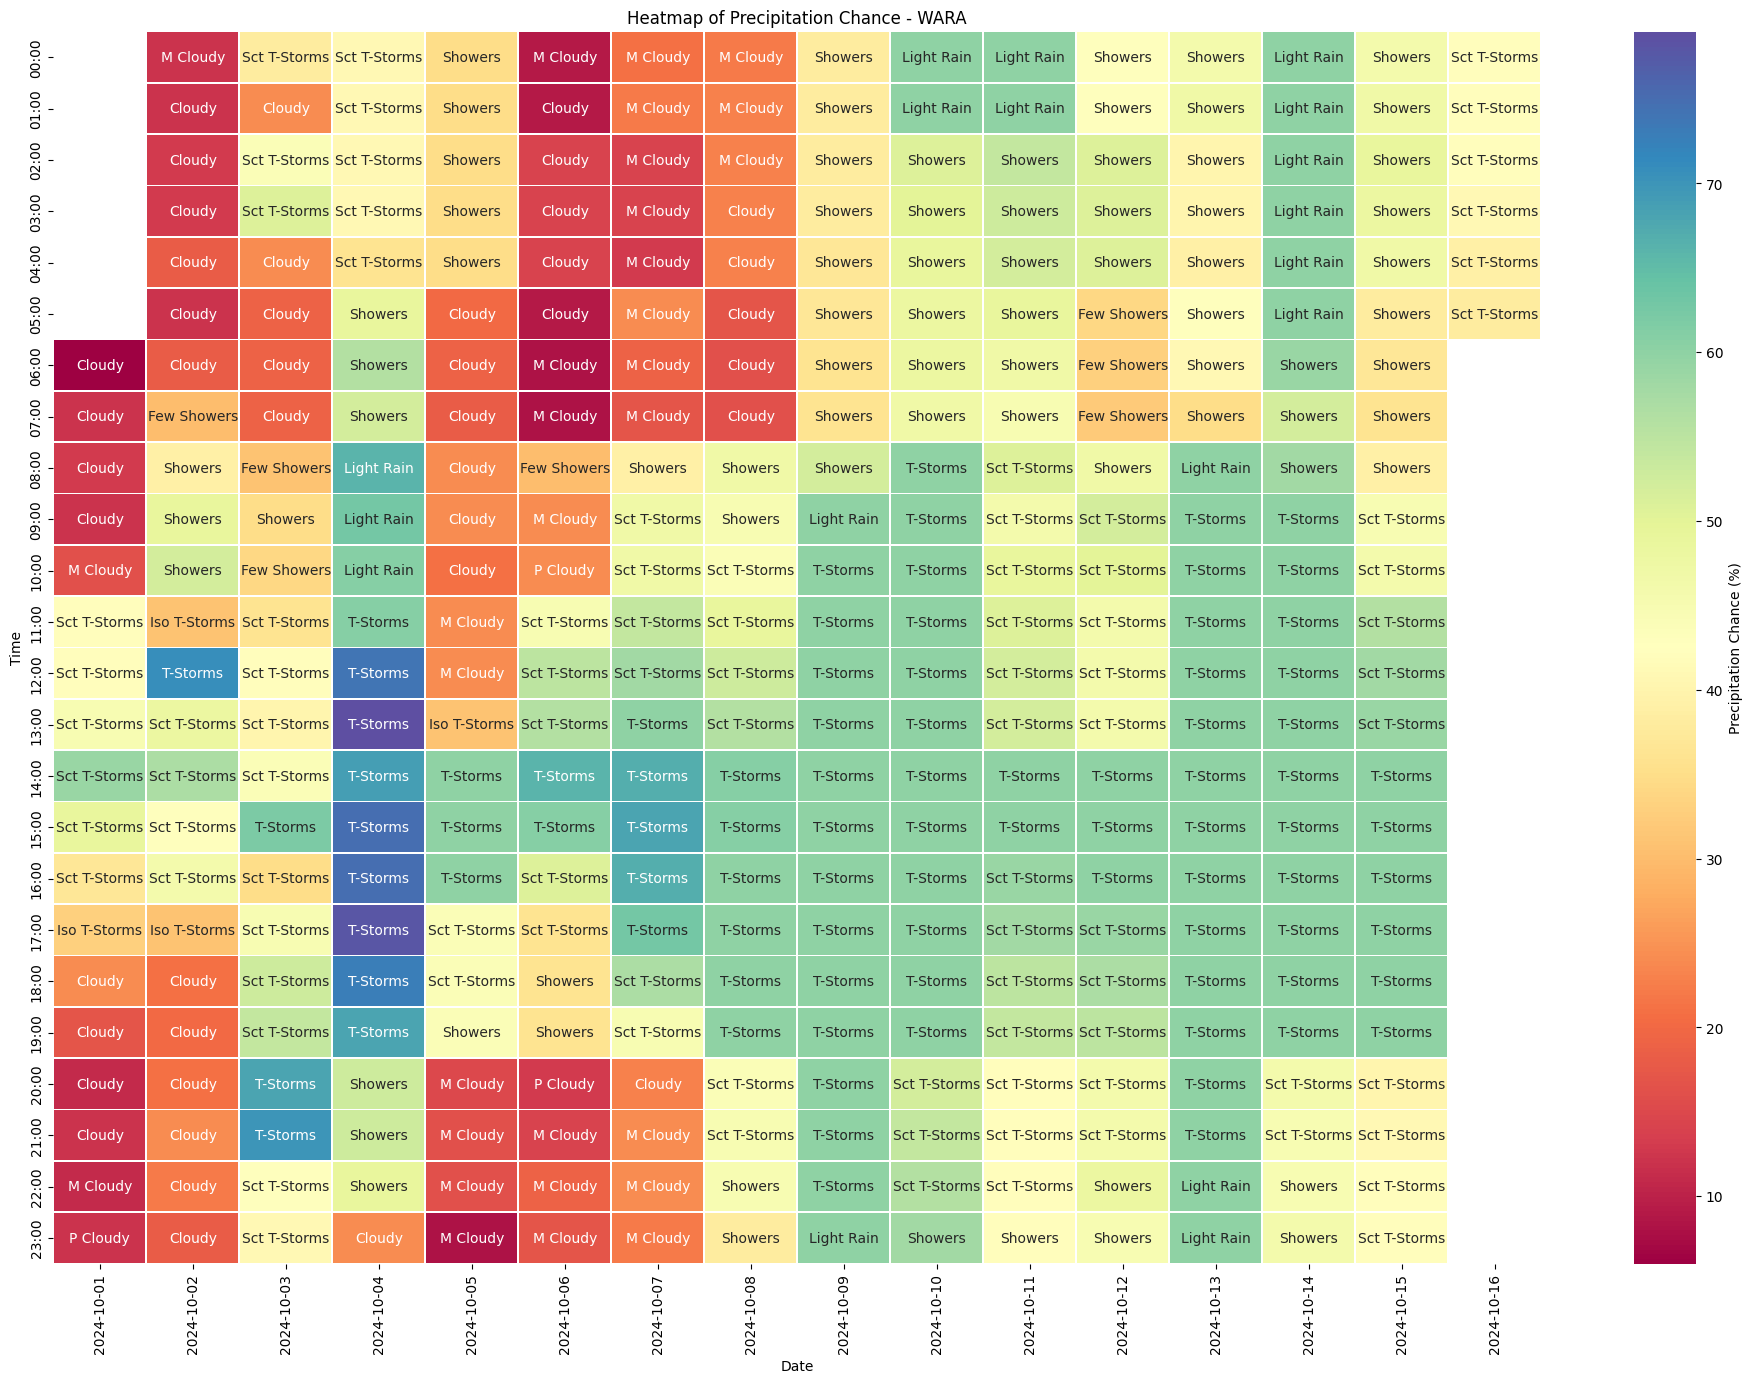 Heatmap of Precipitation Chance - WARA
00:00 M Cloudy Sct T-Storms Sct T-Storms Showers M Cloudy M Cloudy M Cloudy Showers Light Rain Light Rain Showers Showers Light Rain Showers Sct T-Storms
01:00 Cloudy Cloudy Sct T-Storms Showers Cloudy M Cloudy M Cloudy Showers Light Rain Light Rain Showers Showers Light Rain Showers Sct T-Storms
02:00 Cloudy Sct T-Storms Sct T-Storms Showers Cloudy M Cloudy M Cloudy Showers Showers Showers Showers Showers Light Rain Showers Sct T-Storms
03:00 Cloudy Sct T-Storms Sct T-Storms Showers Cloudy M Cloudy Cloudy Showers Showers Showers Showers Showers Light Rain Showers Sct T-Storms
04:00 Cloudy Cloudy Sct T-Storms Showers Cloudy M Cloudy Cloudy Showers Showers Showers Showers Showers Light Rain Showers Sct T-Storms
05:00 Cloudy Cloudy Showers Cloudy Cloudy M Cloudy Cloudy Showers Showers Showers Few Showers Showers Light Rain Showers Sct T-Storms
06:00 Cloudy Cloudy Cloudy Showers Cloudy M Cloudy M Cloudy Cloudy Showers Showers Showers Few Showers Showers Showers Showers
07:00 Cloudy Few Showers Cloudy Showers Cloudy M Cloudy M Cloudy Cloudy Showers Showers Showers Few Showers Showers Showers Showers
08:00 Cloudy Showers Few Showers Light Rain Cloudy Few Showers Showers Showers Showers T-Storms Sct T-Storms Showers Light Rain Showers Showers
09:00 Cloudy Showers Showers Light Rain Cloudy M Cloudy Sct T-Storms Showers Light Rain T-Storms Sct T-Storms Sct T-Storms T-Storms T-Storms Sct T-Storms
10:00 M Cloudy Showers Few Showers Light Rain Cloudy P Cloudy Sct T-Storms Sct T-Storms T-Storms T-Storms Sct T-Storms Sct T-Storms T-Storms T-Storms Sct T-Storms
11:00 Sct T-Storms Iso T-Storms Sct T-Storms T-Storms M Cloudy Sct T-Storms Sct T-Storms Sct T-Storms T-Storms T-Storms Sct T-Storms Sct T-Storms T-Storms T-Storms Sct T-Storms
12:00 Sct T-Storms T-Storms Sct T-Storms T-Storms M Cloudy Sct T-Storms Sct T-Storms Sct T-Storms T-Storms T-Storms Sct T-Storms Sct T-Storms T-Storms T-Storms Sct T-Storms
13:00 Sct T-Storms Sct T-Storms Sct T-Storms T-Storms Iso T-Storms Sct T-Storms T-Storms Sct T-Storms T-Storms T-Storms Sct T-Storms Sct T-Storms T-Storms T-Storms Sct T-Storms
14:00 Sct T-Storms Sct T-Storms Sct T-Storms T-Storms T-Storms T-Storms T-Storms T-Storms T-Storms T-Storms T-Storms T-Storms T-Storms T-Storms T-Storms
15:00 Sct T-Storms Sct T-Storms T-Storms T-Storms T-Storms T-Storms T-Storms T-Storms T-Storms T-Storms T-Storms T-Storms T-Storms T-Storms T-Storms
16:00 Sct T-Storms Sct T-Storms Sct T-Storms T-Storms T-Storms Sct T-Storms T-Storms T-Storms T-Storms T-Storms Sct T-Storms T-Storms T-Storms T-Storms T-Storms
17:00 Iso T-Storms Iso T-Storms Sct T-Storms T-Storms Sct T-Storms Sct T-Storms T-Storms T-Storms T-Storms T-Storms Sct T-Storms Sct T-Storms T-Storms T-Storms T-Storms
18:00 Cloudy Cloudy Sct T-Storms T-Storms Sct T-Storms Showers Sct T-Storms T-Storms T-Storms T-Storms Sct T-Storms Sct T-Storms T-Storms T-Storms T-Storms
19:00 Cloudy Cloudy Sct T-Storms T-Storms Showers Showers Sct T-Storms T-Storms T-Storms T-Storms Sct T-Storms Sct T-Storms T-Storms T-Storms T-Storms
20:00 Cloudy Cloudy T-Storms Showers M Cloudy P Cloudy Cloudy Sct T-Storms T-Storms Sct T-Storms Sct T-Storms Sct T-Storms T-Storms Sct T-Storms Sct T-Storms
21:00 Cloudy Cloudy T-Storms Showers M Cloudy M Cloudy M Cloudy Sct T-Storms T-Storms Sct T-Storms Sct T-Storms Sct T-Storms T-Storms Sct T-Storms Sct T-Storms
22:00 M Cloudy Cloudy Sct T-Storms Showers M Cloudy M Cloudy M Cloudy Showers T-Storms Sct T-Storms Sct T-Storms Showers Light Rain Showers Sct T-Storms
23:00 P Cloudy Cloudy Sct T-Storms Cloudy M Cloudy M Cloudy M Cloudy Showers Light Rain Showers Showers Showers Light Rain Showers Sct T-Storms
Time
2024-10-01 2024-10-02 2024-10-03 2024-10-04 2024-10-05 2024-10-06 2024-10-07 2024-10-08 2024-10-09 2024-10-10 2024-10-11 2024-10-12 2024-10-13 2024-10-14 2024-10-15 2024-10-16
Date
70
60
50
40
30
20
10
Precipitation Chance (%)